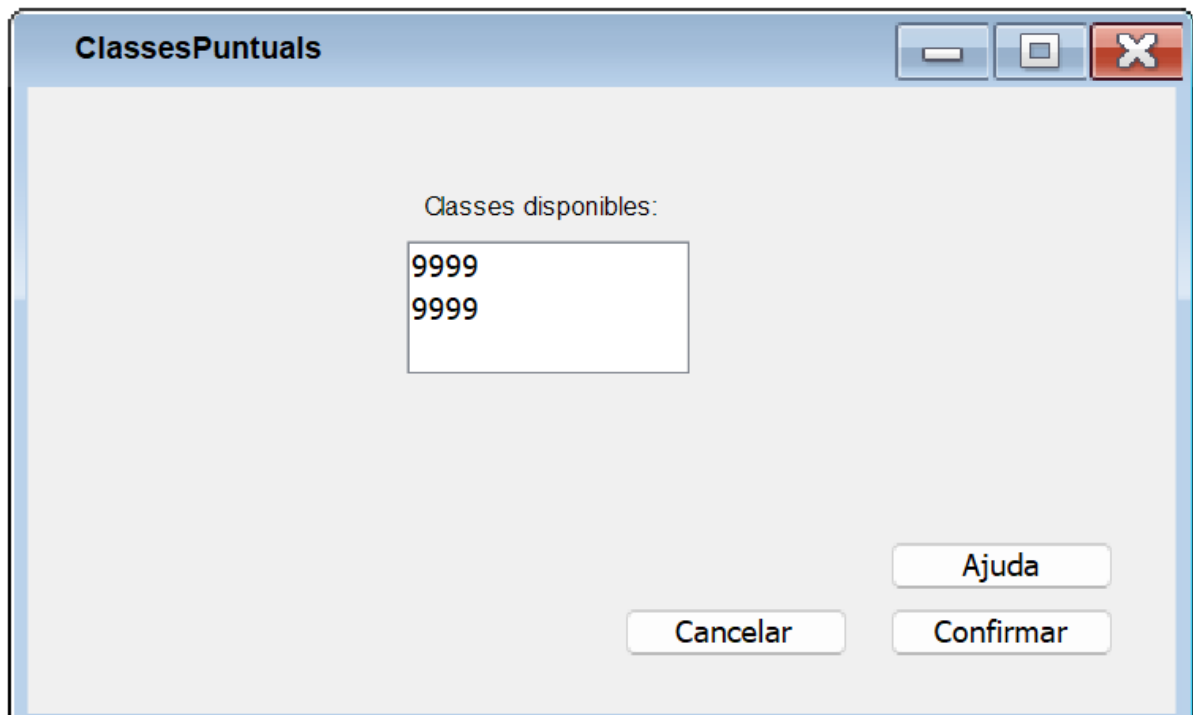 ClassesPuntuals
Classes disponibles:
9999
9999
Ajuda
Cancelar
Confirmar